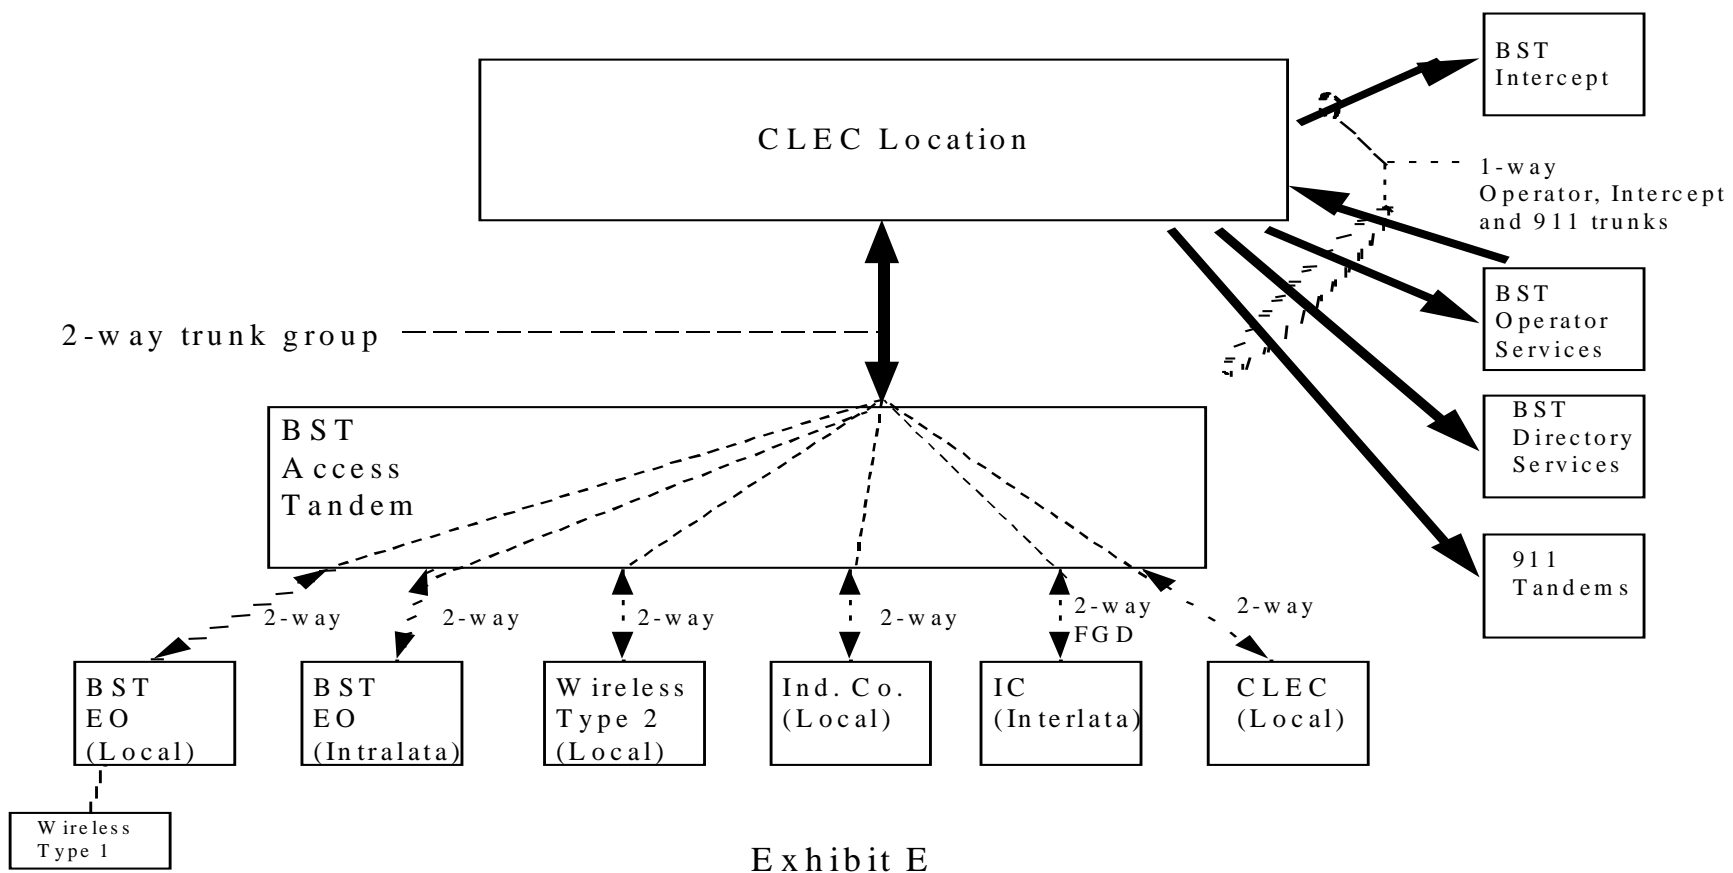 BST
Intercept
CLEC Location
1-way
Operator, Intercept
and 911 trunks
BST
Operator
Services
2-way trunk group
BST
Directory
Services
BST
Access
Tandem
911
Tandems
2-way
2-way
2-way
2-way
2-way
FGD
2-way
BST
EO
(Local)
BST
EO
(Intralata)
Wireless
Type 2
(Local)
Ind. Co.
(Local)
IC
(Interlata)
CLEC
(Local)
Wireless
Type 1
Exhibit E